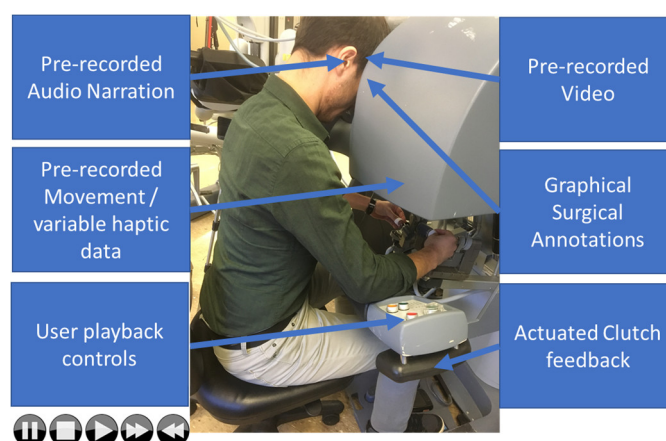 Pre-recorded
Audio Narration
Pre-recorded
Video
Pre-recorded
Movement /
variable haptic
data
Graphical
Surgical
Annotations
User playback
controls
Actuated Clutch
feedback